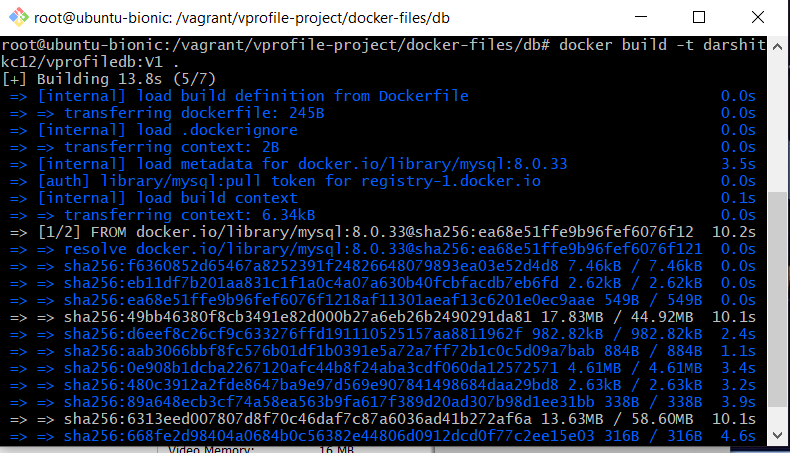 root@ubuntu-bionic: /vagrant/vprofile-project/docker-files/db
root@ubuntu-bionic:/vagrant/vprofile-project/docker-files/db# docker build -t darshit
kc12/vprofiledb:V1 .
[+] Building 13.8s (5/7)
=> [internal] load build definition from Dockerfile 0.0s
=> => transferring dockerfile: 245B 0.0s
=> [internal] load .dockerignore 0.0s
=> => transferring context: 2B 0.0s
=> [internal] load metadata for docker.io/library/mysql:8.0.33 3.5s
=> [auth] library/mysql:pull token for registry-1.docker.io 0.0s
=> [internal] load build context 0.1s
=> => transferring context: 6.34kB 0.0s
=> [1/2] FROM docker.io/library/mysql:8.0.33@sha256:ea68e51ffe9b96fef6076f12 10.2s
=> => resolve docker.io/library/mysql:8.0.33@sha256:ea68e51ffe9b96fef6076f121 0.0s
=> => sha256:f6360852d65467a8252391f24826648079893ea03e52d4d8 7.46kB / 7.46kB 0.0s
=> => sha256:eb11df7b201aa831c1f1a0c4a07a630b40fcbfacdb7eb6fd 2.62kB / 2.62kB 0.0s
=> => sha256:ea68e51ffe9b96fef6076f1218af11301aeaf13c6201e0ec9aae 549B / 549B 0.0s
=> => sha256:49bb46380f8cb3491e82d000b27a6eb26b2490291da81 17.83MB / 44.92MB 10.1s
=> => sha256:d6eef8c26cf9c633276ffd191110525157aa8811962f 982.82kB / 982.82kB 2.4s
=> => sha256:aab3066bbf8fc576b01df1b0391e5a72a7ff72b1c0c5d09a7bab 884B / 884B 1.1s
=> => sha256:0e908b1dcba2267120afc44b8f24aba3cdf060da12572571 4.61MB / 4.61MB 3.4s
=> => sha256:480c3912a2fde8647ba9e97d569e907841498684daa29bd8 2.63kB / 2.63kB 3.2s
=> => sha256:89a648ecb3cf74a58ea563b9fa617f389d20ad307b98d1ee31bb 338B / 338B 3.9s
=> => sha256:6313eed007807d8f70c46daf7c87a6036ad41b272af6a 13.63MB / 58.60MB 10.1s
=> => sha256:668fe2d98404a0684b0c56382e44806d0912dcd0f77c2ee15e03 316B / 316B 4.6s
Video Memory: 16 MB